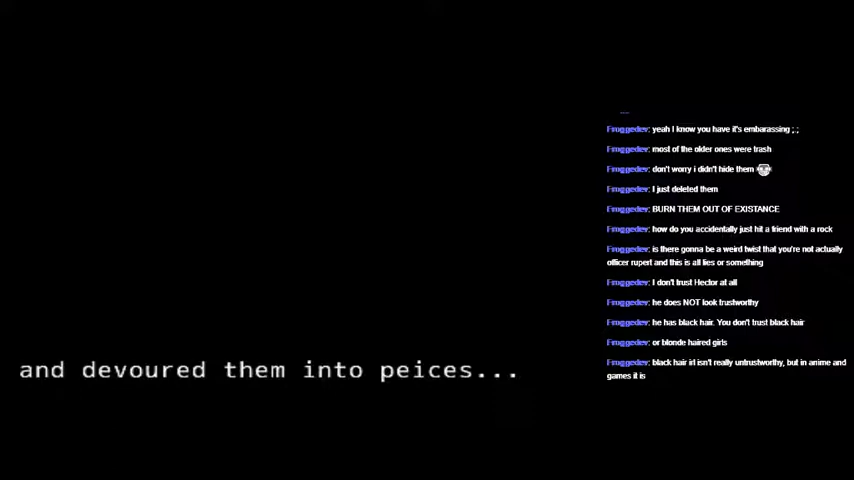 Froggedev: yeah I know you have it's embarassing ; ;
Froggedev: most of the older ones were trash
Froggedev: don't worry i didn't hide them
Froggedev: I just deleted them
Froggedev: BURN THEM OUT OF EXISTANCE
Froggedev: how do you accidentally just hit a friend with a rock
Froggedev: is there gonna be a weird twist that you're not actually
officer rupert and this is all lies or something
Froggedev: I don't trust Hector at all
Froggedev: he does NOT look trustworthy
Froggedev: he has black hair. You don't trust black hair
Froggedev: or blonde haired girls
Froggedev: black hair irl isn't really untrustworthy, but in anime and
games it is
and devoured them into peices...